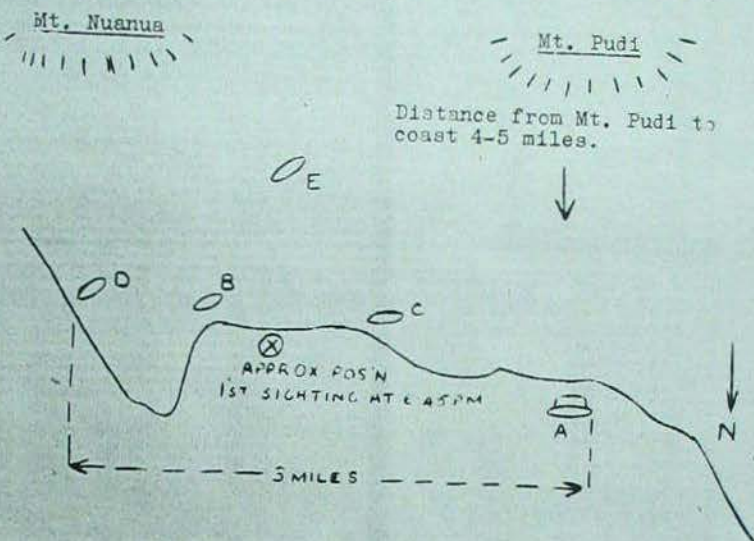 Mt. Nuanua
Mt. Pudi
Distance from Mt. Pudi to
coast 4-5 miles.
E
D
B
C
X
APPROX POS'N
1ST SIGHTING AT 6 45PM
A
N
MILES